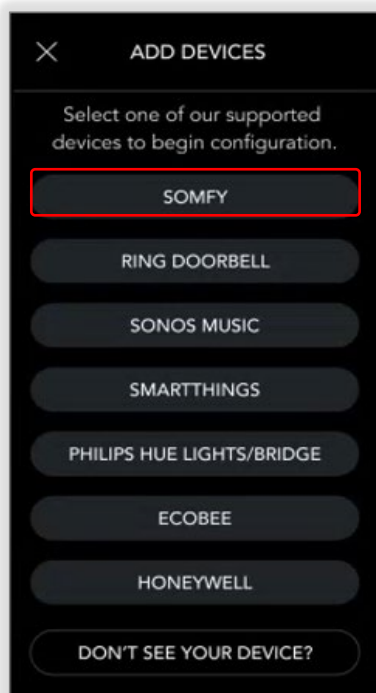 ADD DEVICES
Select one of our supported
devices to begin configuration.
SOMFY
RING DOORBELL
SONOS MUSIC
SMARTTHINGS
PHILIPS HUE LIGHTS/BRIDGE
ECOBEE
HONEYWELL
DON'T SEE YOUR DEVICE?